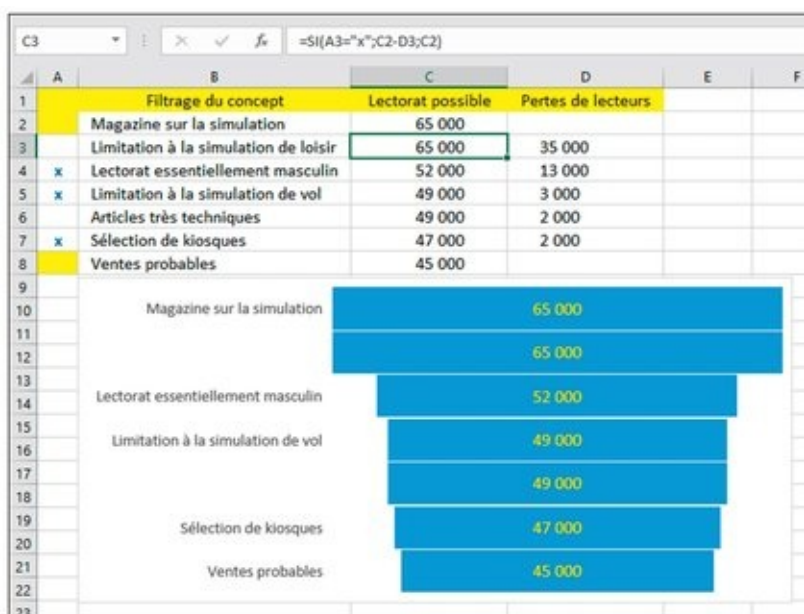 C3 fx =SI(A3="x";C2-D3;C2)
A B C D E F
1 Filtrage du concept Lectorat possible Pertes de lecteurs
2 Magazine sur la simulation 65 000
3 Limitation à la simulation de loisir 65 000 35 000
4 x Lectorat essentiellement masculin 52 000 13 000
5 x Limitation à la simulation de vol 49 000 3 000
6 Articles très techniques 49 000 2 000
7 x Sélection de kiosques 47 000 2 000
8 Ventes probables 45 000
9
10 Magazine sur la simulation 65 000
11
12 65 000
13
14 Lectorat essentiellement masculin 52 000
15
16 Limitation à la simulation de vol 49 000
17
18 49 000
19
20 Sélection de kiosques 47 000
21 Ventes probables 45 000
22
23